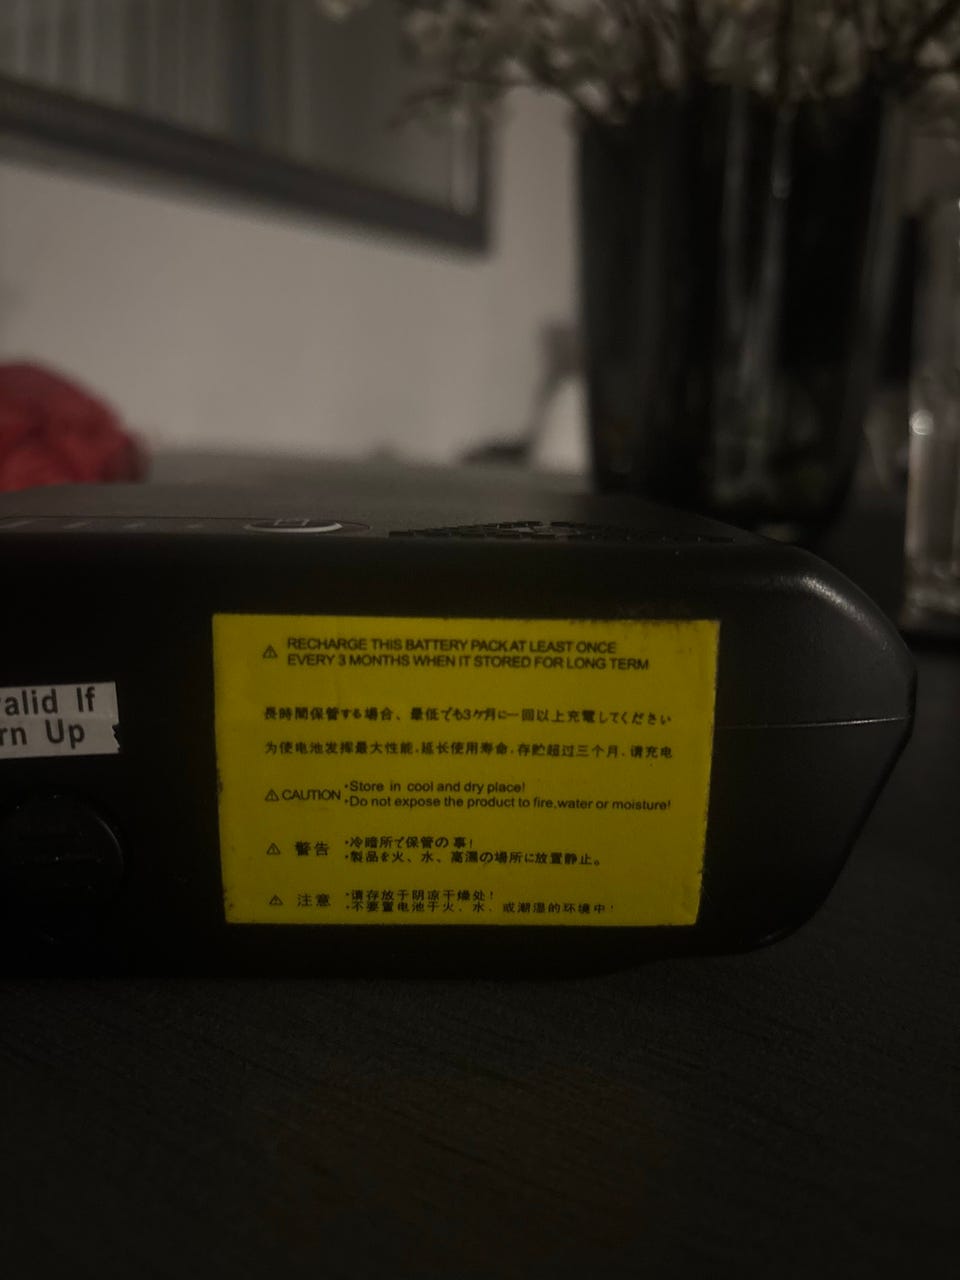 alid If
rn Up
⚠ RECHARGE THIS BATTERY PACK AT LEAST ONCE
EVERY 3 MONTHS WHEN IT STORED FOR LONG TERM
長時間保管する場合、最低でも3ケ月に一回以上充電してください
为使电池发挥最大性能,延长使用寿命,存贮超过三个月,请充电
⚠ CAUTION •Store in cool and dry place!
•Do not expose the product to fire,water or moisture!
⚠ 警告 •冷暗所で保管の事!
•製品を火、水、高濕の場所に放置静止。
⚠ 注意 •请存放于阴凉干燥处!
•不要置电池于火、水、或潮湿的环境中!